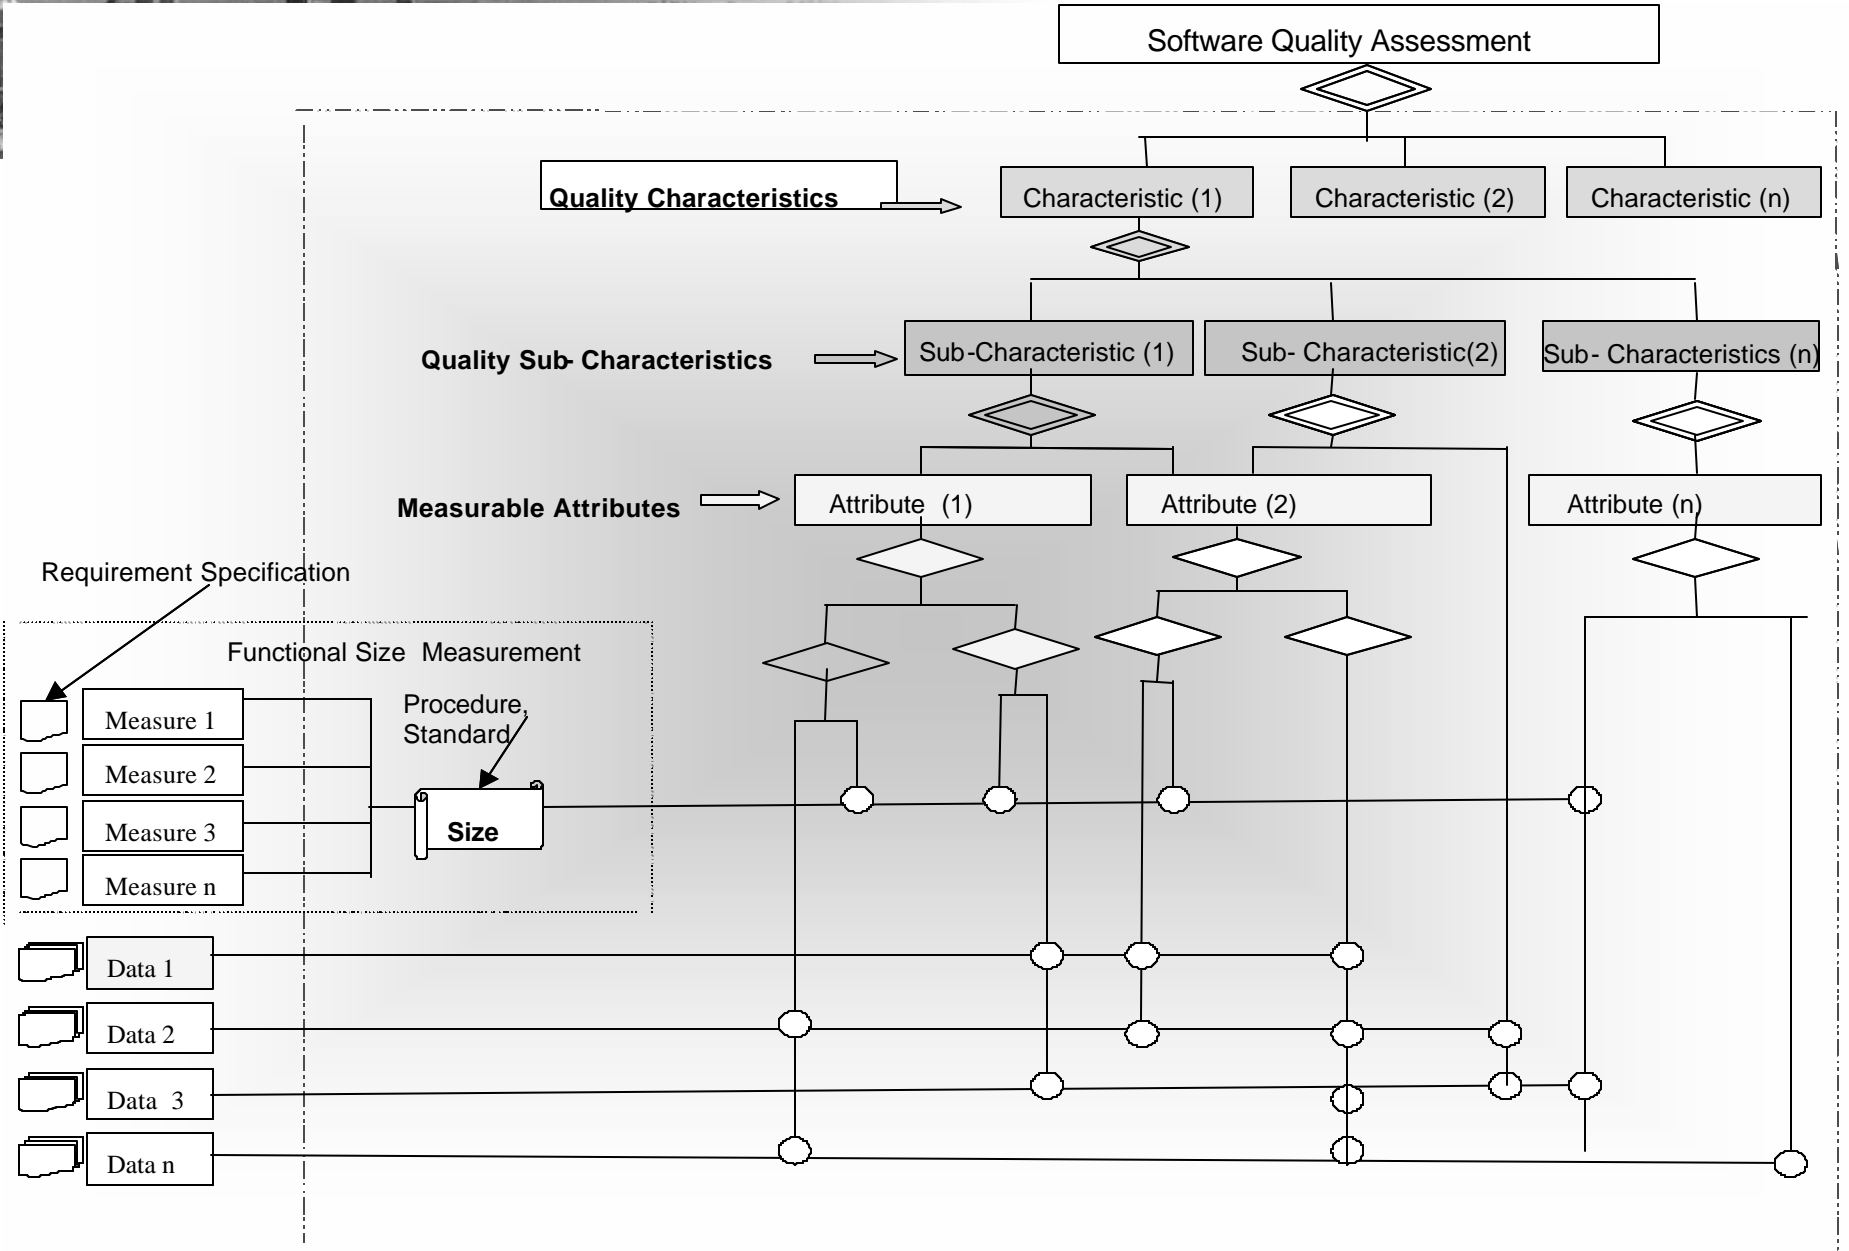 Software Quality Assessment
Quality Characteristics
Characteristic (1)
Characteristic (2)
Characteristic (n)
Quality Sub- Characteristics
Sub-Characteristic (1)
Sub- Characteristic(2)
Sub- Characteristics (n)
Measurable Attributes
Attribute (1)
Attribute (2)
Attribute (n)
Requirement Specification
Functional Size Measurement
Procedure,
Standard
Measure 1
Measure 2
Measure 3
Measure n
Size
Data 1
Data 2
Data 3
Data n